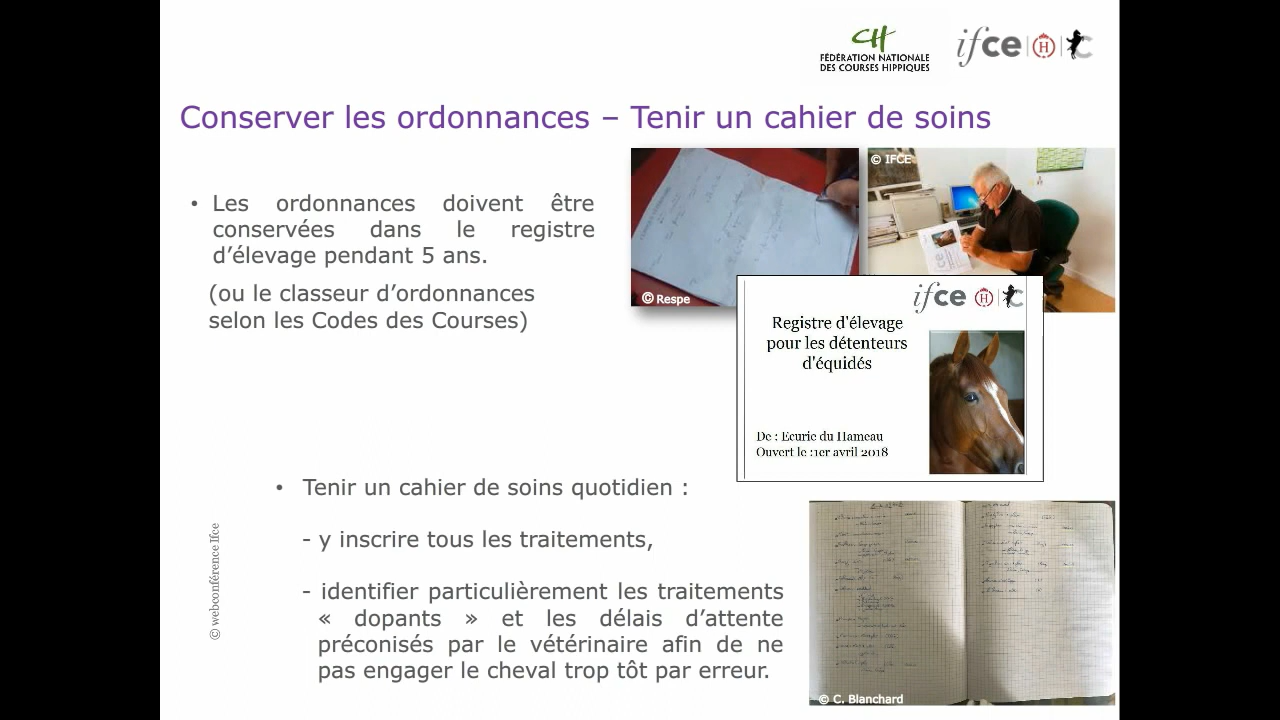 CH
FÉDÉRATION NATIONALE
DES COURSES HIPPIQUES
ifce H C
Conserver les ordonnances – Tenir un cahier de soins
• Les ordonnances doivent être
conservées dans le registre
d’élevage pendant 5 ans.
(ou le classeur d’ordonnances
selon les Codes des Courses)
© Respe
© IFCE
ifce H C
Registre d'élevage
pour les détenteurs
d'équidés
De : Ecurie du Hameau
Ouvert le :1er avril 2018
• Tenir un cahier de soins quotidien :
- y inscrire tous les traitements,
- identifier particulièrement les traitements
« dopants » et les délais d’attente
préconisés par le vétérinaire afin de ne
pas engager le cheval trop tôt par erreur.
© webconférence Ifce
© C. Blanchard